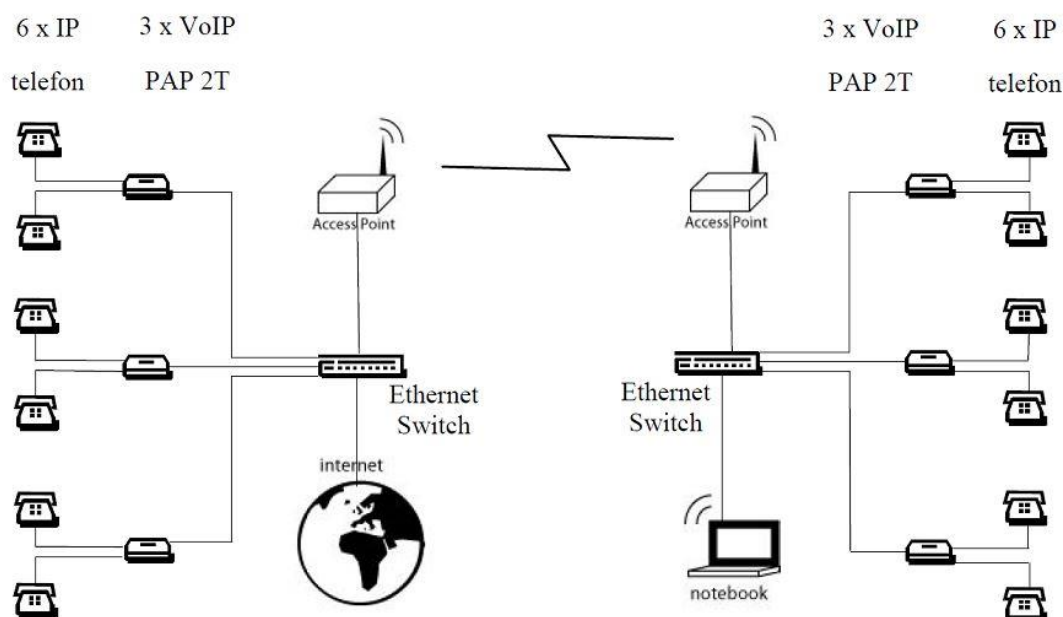 6 x IP
telefon
3 x VoIP
PAP 2T
3 x VoIP
PAP 2T
6 x IP
telefon
Access Point
Access Point
Ethernet
Switch
Ethernet
Switch
internet
notebook